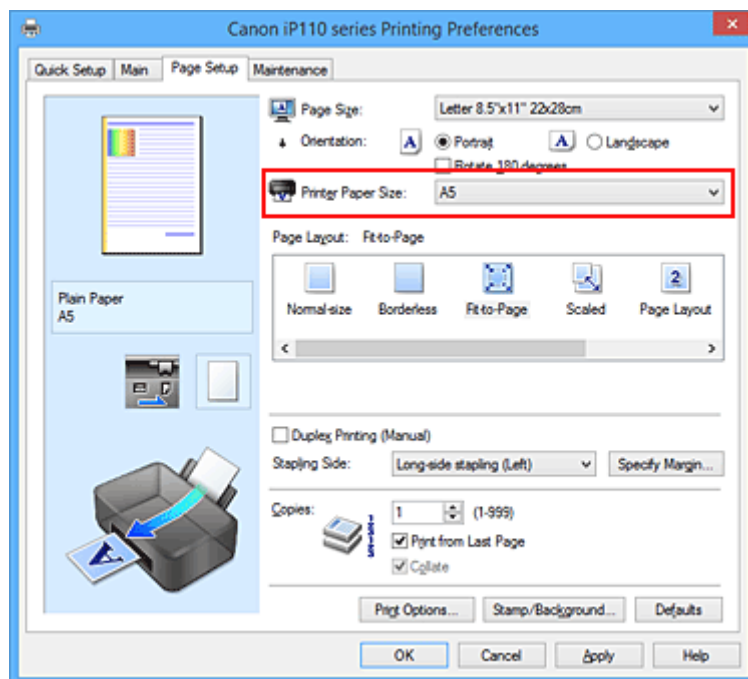 Canon iP110 series Printing Preferences
Quick Setup Main Page Setup Maintenance
Page Size: Letter 8.5"x11" 22x28cm
Orientation: A Portrait A Landscape
Rotate 180 degrees
Printer Paper Size: A5
Page Layout: Fit-to-Page
Normal-size Borderless Fit-to-Page Scaled 2 Page Layout
Plain Paper
A5
Duplex Printing (Manual)
Stapling Side: Long-side stapling (Left) Specify Margin...
Copies: 1 (1-999)
Print from Last Page
Collate
A
Print Options... Stamp/Background... Defaults
OK Cancel Apply Help